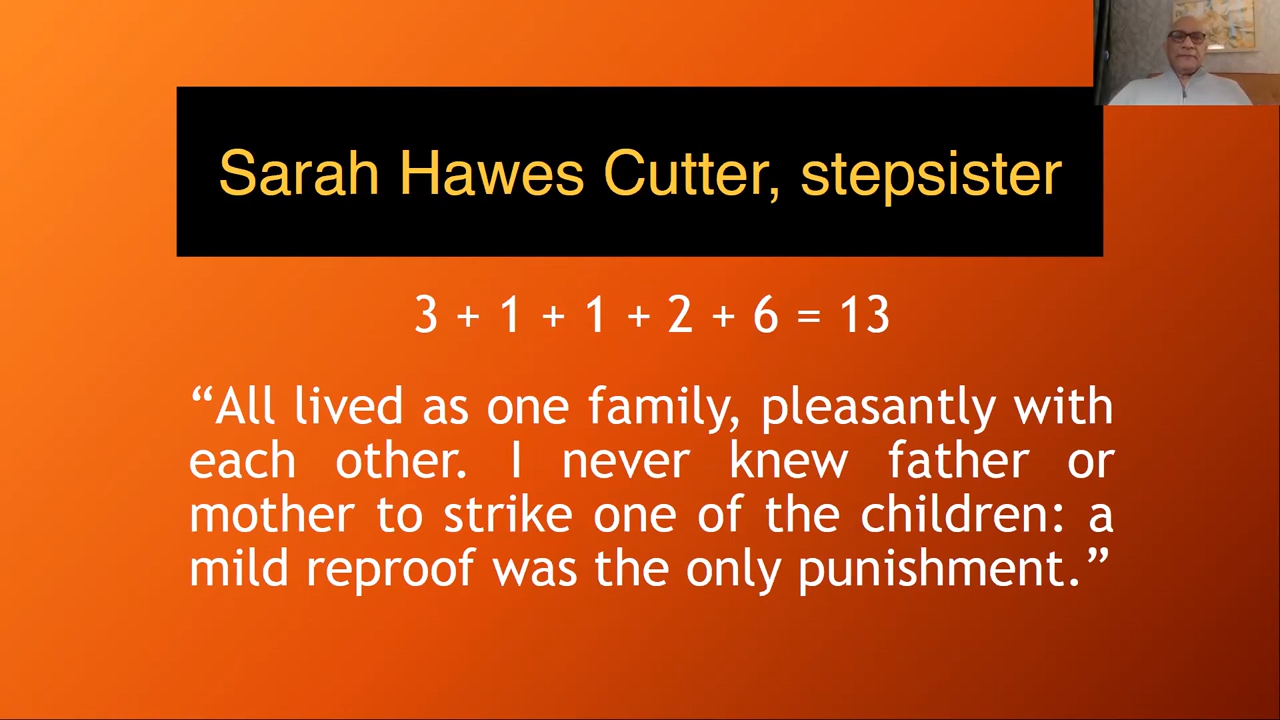 Sarah Hawes Cutter, stepsister
3 + 1 + 1 + 2 + 6 = 13
“All lived as one family, pleasantly with
each other. I never knew father or
mother to strike one of the children: a
mild reproof was the only punishment.”